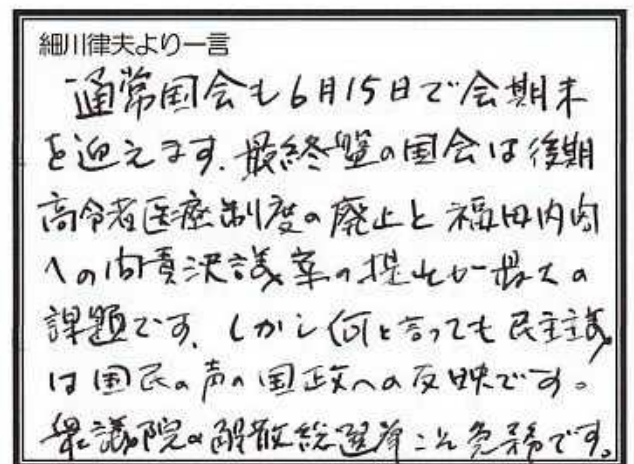 細川律夫より一言
通常国会も6月15日で会期末
を迎えます。最終盤の国会は後期
高令者医療制度の廃止と福田内閣
への問責決議案の提出が最大の
課題です。しかし何と言っても民主主義
は国民の声の国政への反映です。
衆議院の解散総選挙こそ急務です。